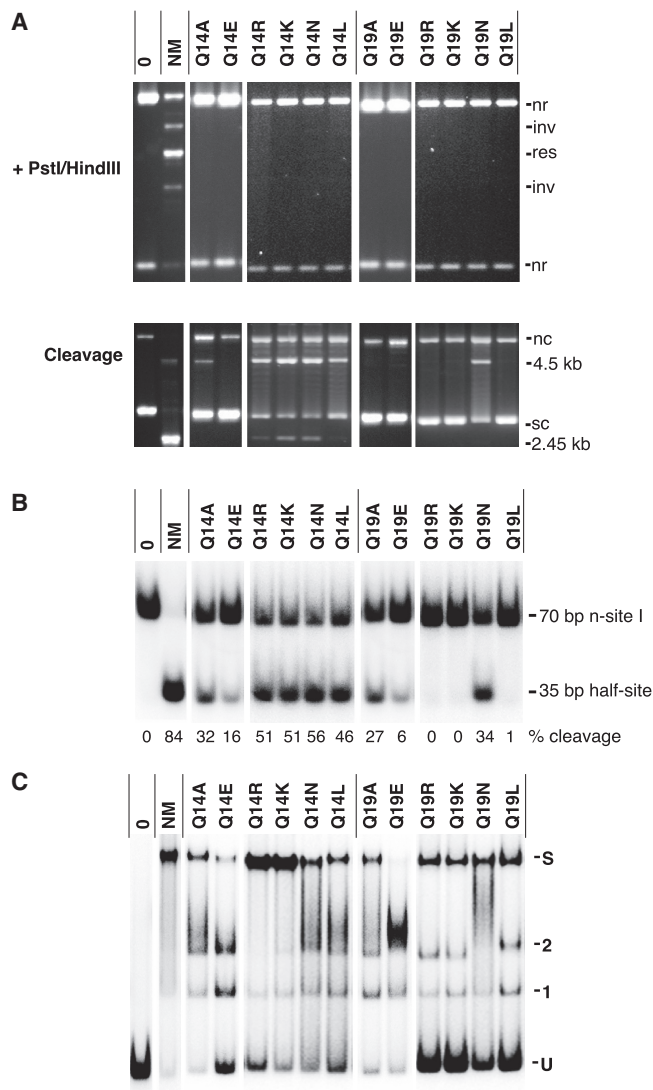 A
0 NM Q14A Q14E Q14R Q14K Q14N Q14L Q19A Q19E Q19R Q19K Q19N Q19L
-nr
-inv
+ PstI/HindIII
-res
-inv
-nr
Cleavage
-nc
-4.5 kb
-sc
-2.45 kb
B
0 NM Q14A Q14E Q14R Q14K Q14N Q14L Q19A Q19E Q19R Q19K Q19N Q19L
-70 bp n-site I
-35 bp half-site
0 84 32 16 51 51 56 46 27 6 0 0 34 1 % cleavage
C
0 NM Q14A Q14E Q14R Q14K Q14N Q14L Q19A Q19E Q19R Q19K Q19N Q19L
-S
-2
-1
-U